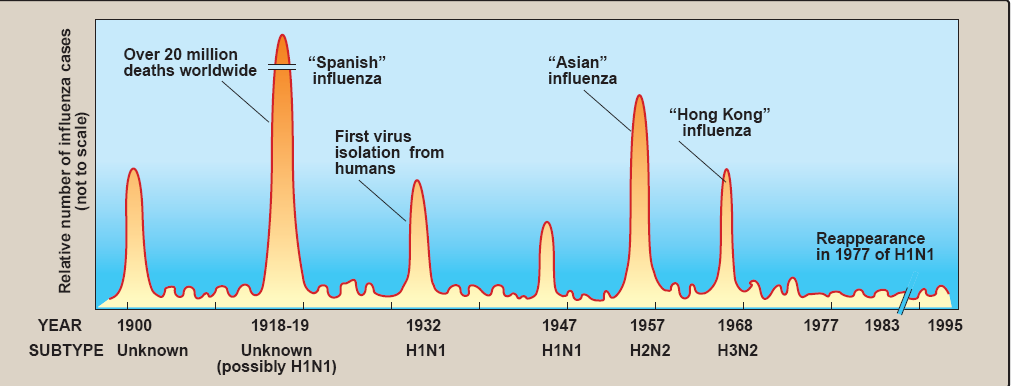 Relative number of influenza cases
(not to scale)
Over 20 million
deaths worldwide
“Spanish”
influenza
First virus
isolation from
humans
“Asian”
influenza
“Hong Kong”
influenza
Reappearance
in 1977 of H1N1
YEAR 1900 1918-19 1932 1947 1957 1968 1977 1983 1995
SUBTYPE Unknown Unknown H1N1 H1N1 H2N2 H3N2
(possibly H1N1)